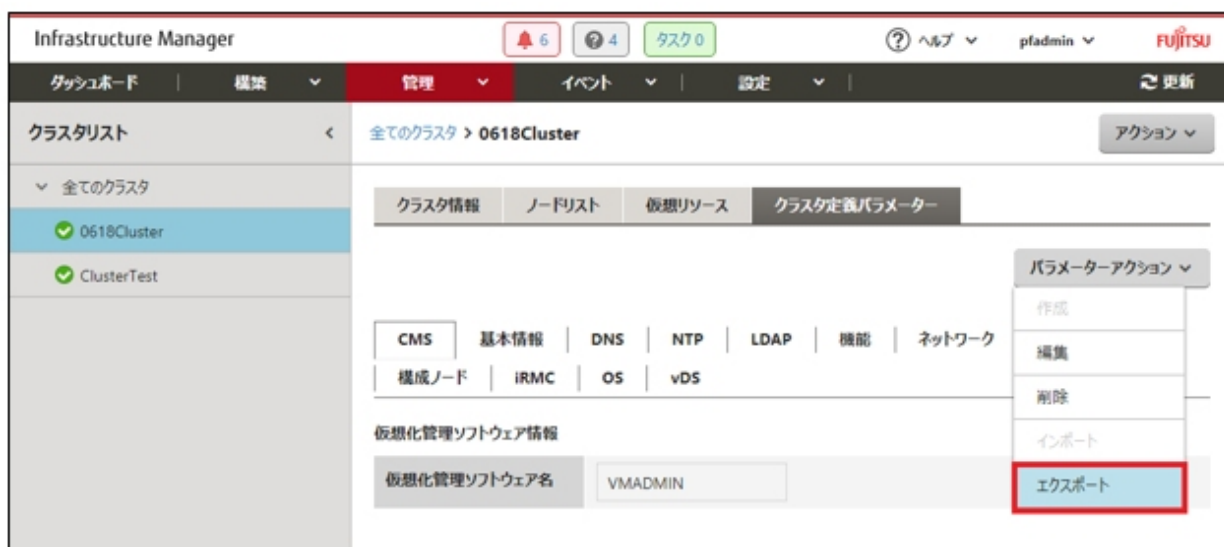 Infrastructure Manager 6 4 タスク 0 ヘルプ pfadmin FUJITSU
ダッシュボード 構築 管理 イベント 設定 更新
クラスタリスト 全てのクラスタ > 0618Cluster アクション
全てのクラスタ
クラスタ情報 ノードリスト 仮想リソース クラスタ定義パラメーター
0618Cluster
ClusterTest
パラメーターアクション
作成
CMS 基本情報 DNS NTP LDAP 機能 ネットワーク
編集
構成ノード iRMC OS vDS
削除
仮想化管理ソフトウェア情報
インポート
仮想化管理ソフトウェア名 VMADMIN
エクスポート